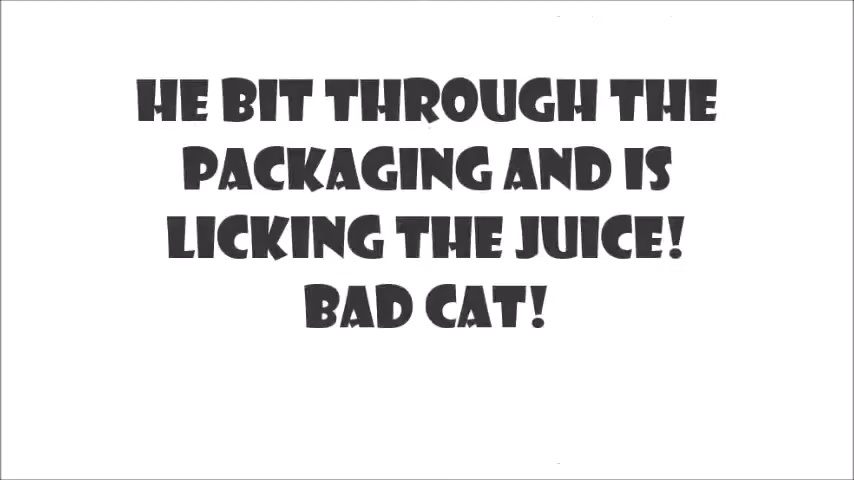 HE BIT THROUGH THE
PACKAGING AND IS
LICKING THE JUICE!
BAD CAT!